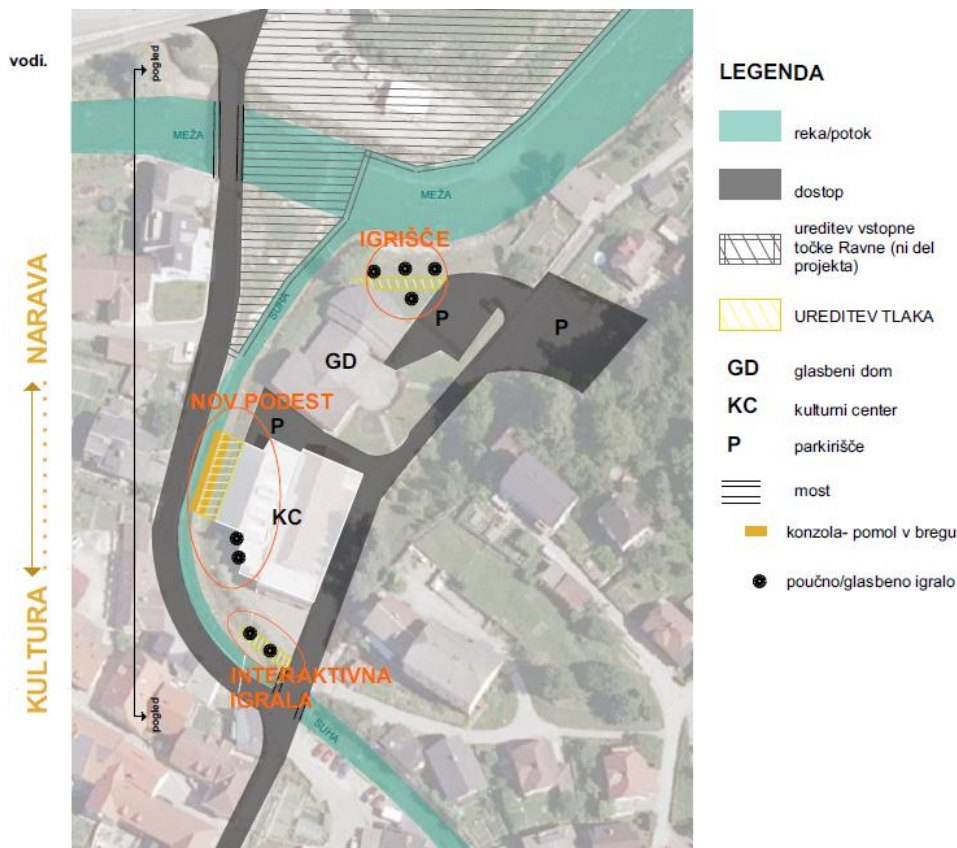 vodi.
pogled
MEŽA
MEŽA
IGRIŠČE
SUHA
P
P
GD
NOV PODEST
P
KC
INTERAKTIVNA
IGRALA
SUHA
pogled
KULTURA
NARAVA
LEGENDA
reka/potok
dostop
ureditev vstopne
točke Ravne (ni del
projekta)
UREDITEV TLAKA
GD glasbeni dom
KC kulturni center
P parkirišče
most
konzola- pomol v bregu
poučno/glasbeno igralo